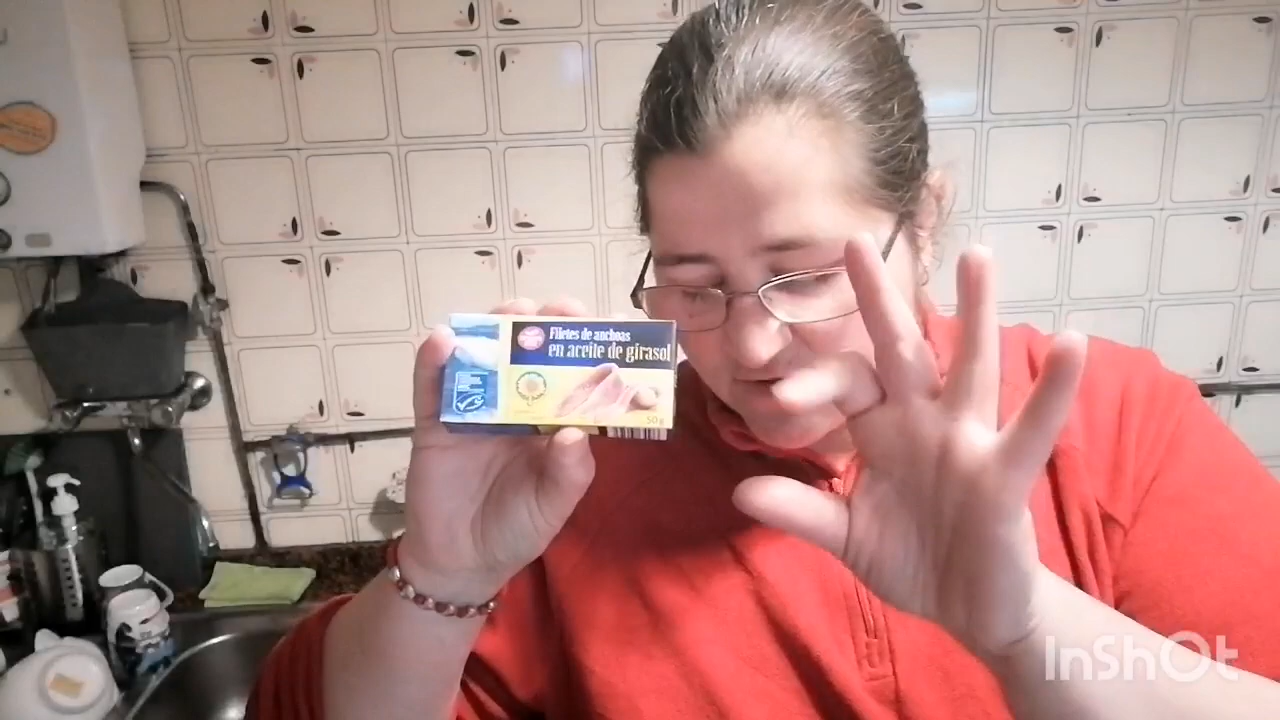 Filetes de anchoas
en aceite de girasol
50 g
InShOt